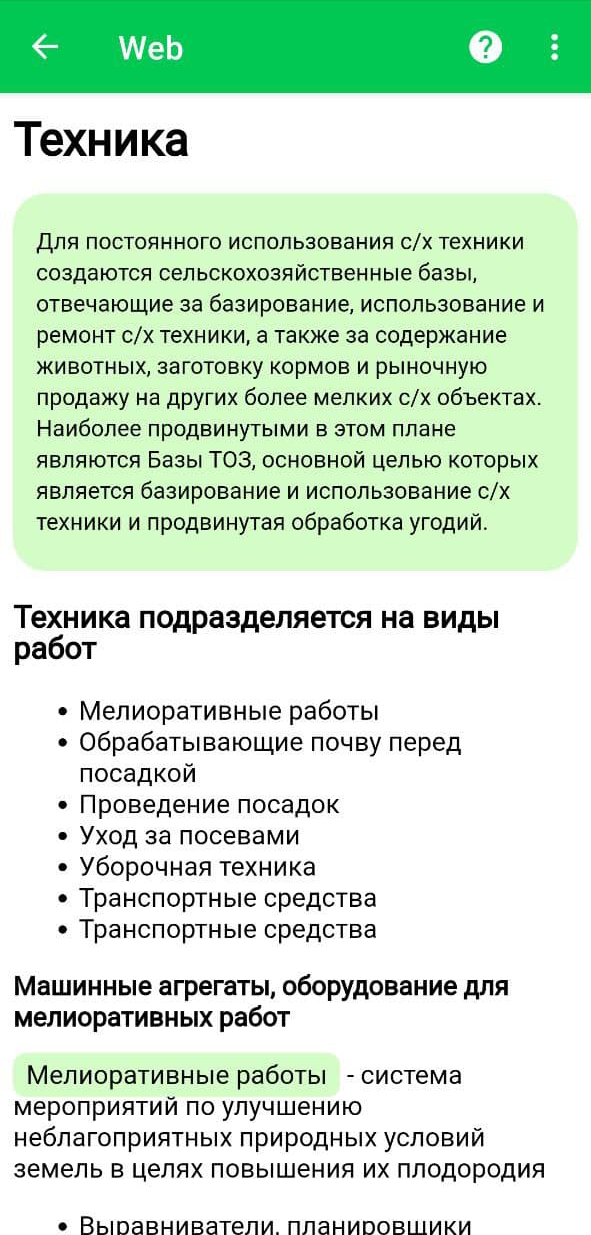 Web
Техника
Для постоянного использования с/х техники
создаются сельскохозяйственные базы,
отвечающие за базирование, использование и
ремонт с/х техники, а также за содержание
животных, заготовку кормов и рыночную
продажу на других более мелких с/х объектах.
Наиболее продвинутыми в этом плане
являются Базы ТОЗ, основной целью которых
является базирование и использование с/х
техники и продвинутая обработка угодий.
Техника подразделяется на виды
работ
• Мелиоративные работы
• Обрабатывающие почву перед
посадкой
• Проведение посадок
• Уход за посевами
• Уборочная техника
• Транспортные средства
• Транспортные средства
Машинные агрегаты, оборудование для
мелиоративных работ
Мелиоративные работы - система
мероприятий по улучшению
неблагоприятных природных условий
земель в целях повышения их плодородия
• Выравниватели, планировщики